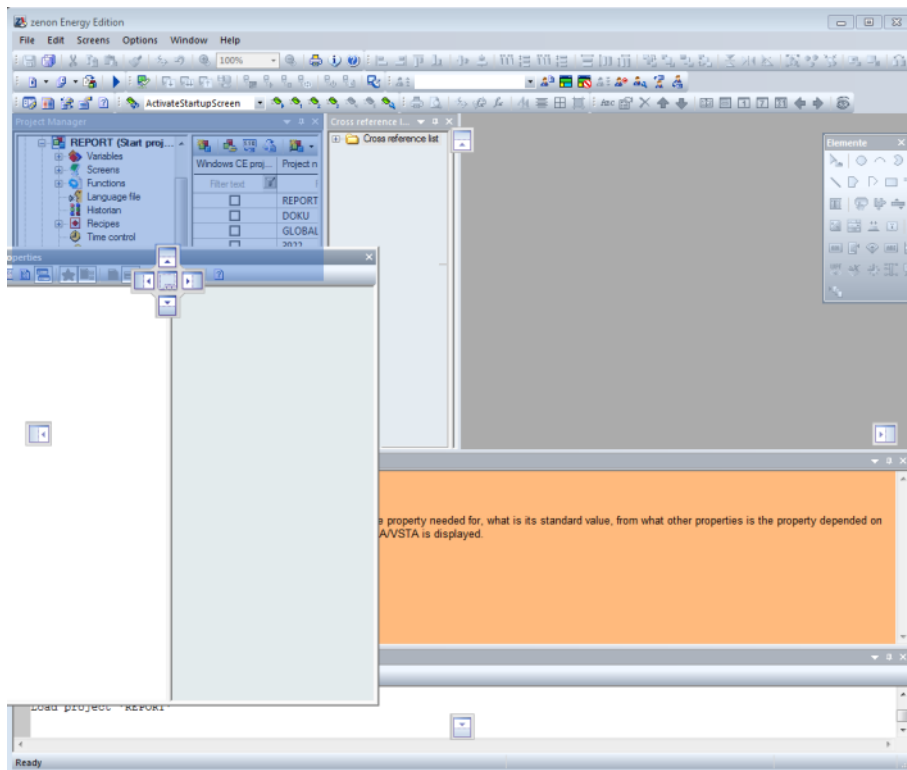 zenon Energy Edition
File Edit Screens Options Window Help
100%
ActivateStartupScreen
Project Manager
Cross reference l...
REPORT (Start proj...
Variables
Screens
Functions
Language file
Historian
Recipes
Time control
Windows CE proj... Project n
Filter text
REPORT
DOKU
GLOBAL
Cross reference list
Elemente
operties
e property needed for, what is its standard value, from what other properties is the property depended on
A/VSTA is displayed.
Load project 'REPORT'
Ready